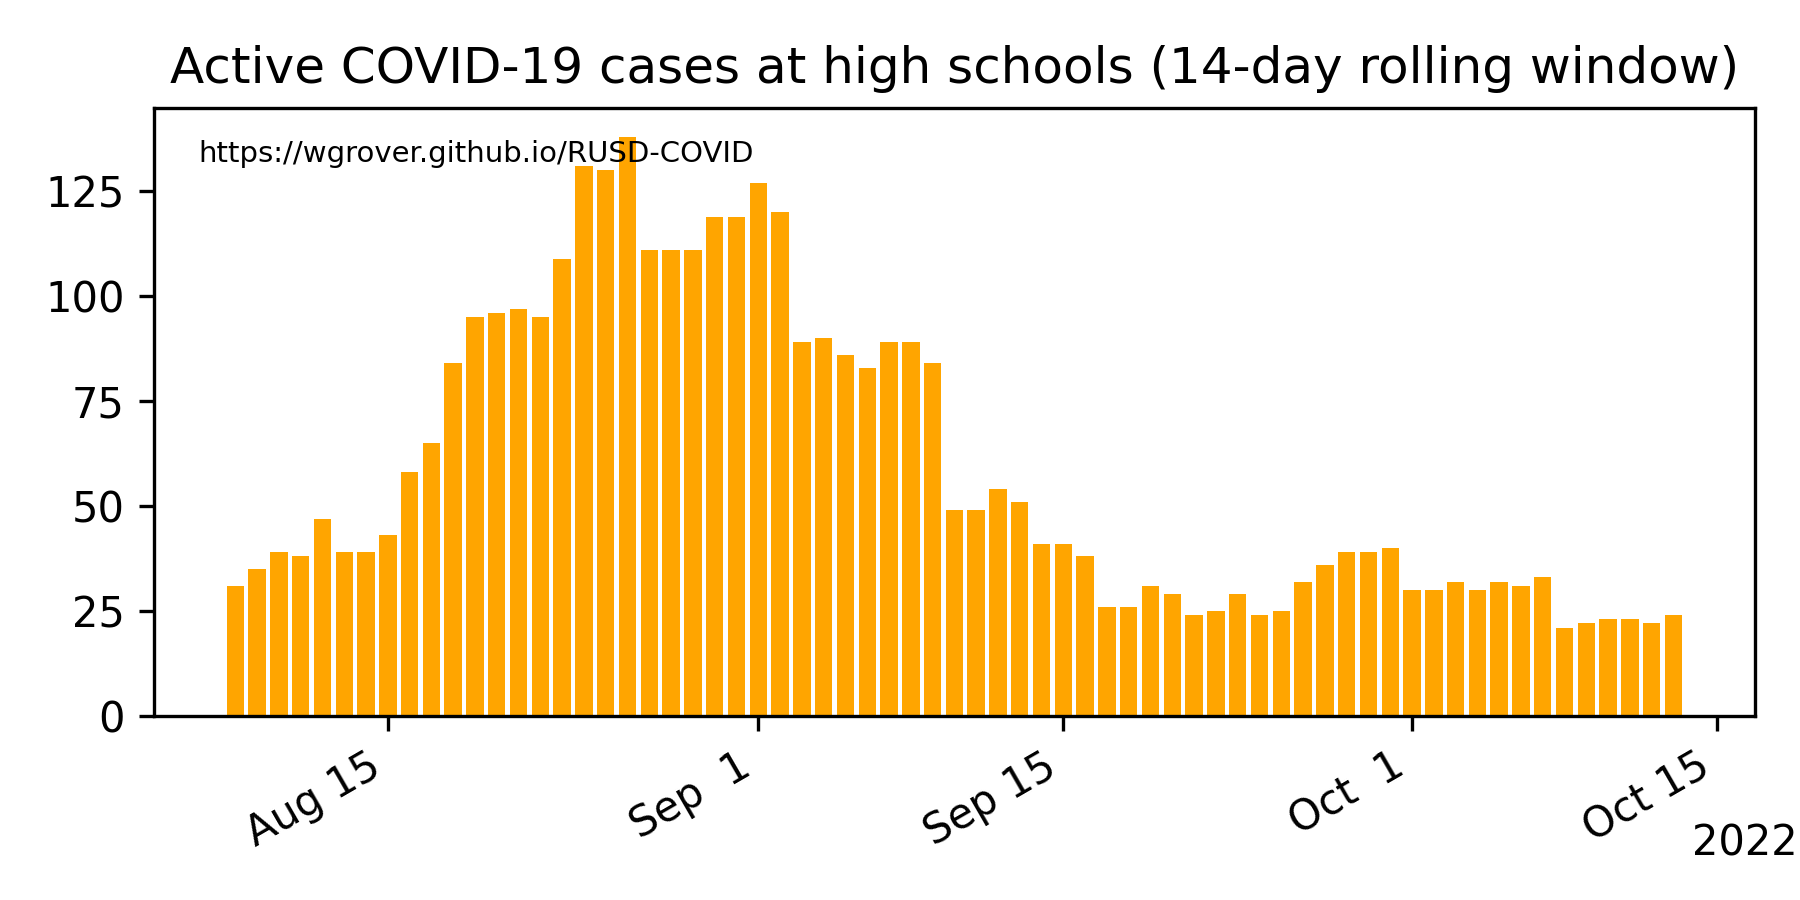 Active COVID-19 cases at high schools (14-day rolling window)
https://wgrover.github.io/RUSD-COVID
125
100
75
50
25
0
Aug 15
Sep 1
Sep 15
Oct 1
Oct 15
2022